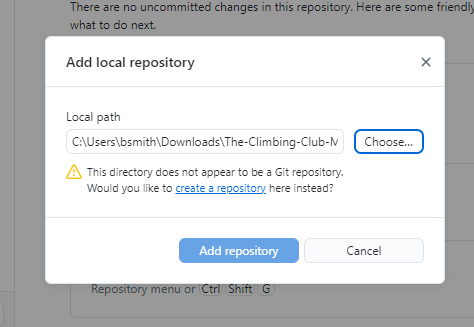 There are no uncommitted changes in this repository. Here are some friendly
what to do next.
Add local repository
Local path
C:\Users\bsmith\Downloads\The-Climbing-Club-M
Choose...
This directory does not appear to be a Git repository.
Would you like to create a repository here instead?
Add repository
Cancel
Repository menu or Ctrl Shift G